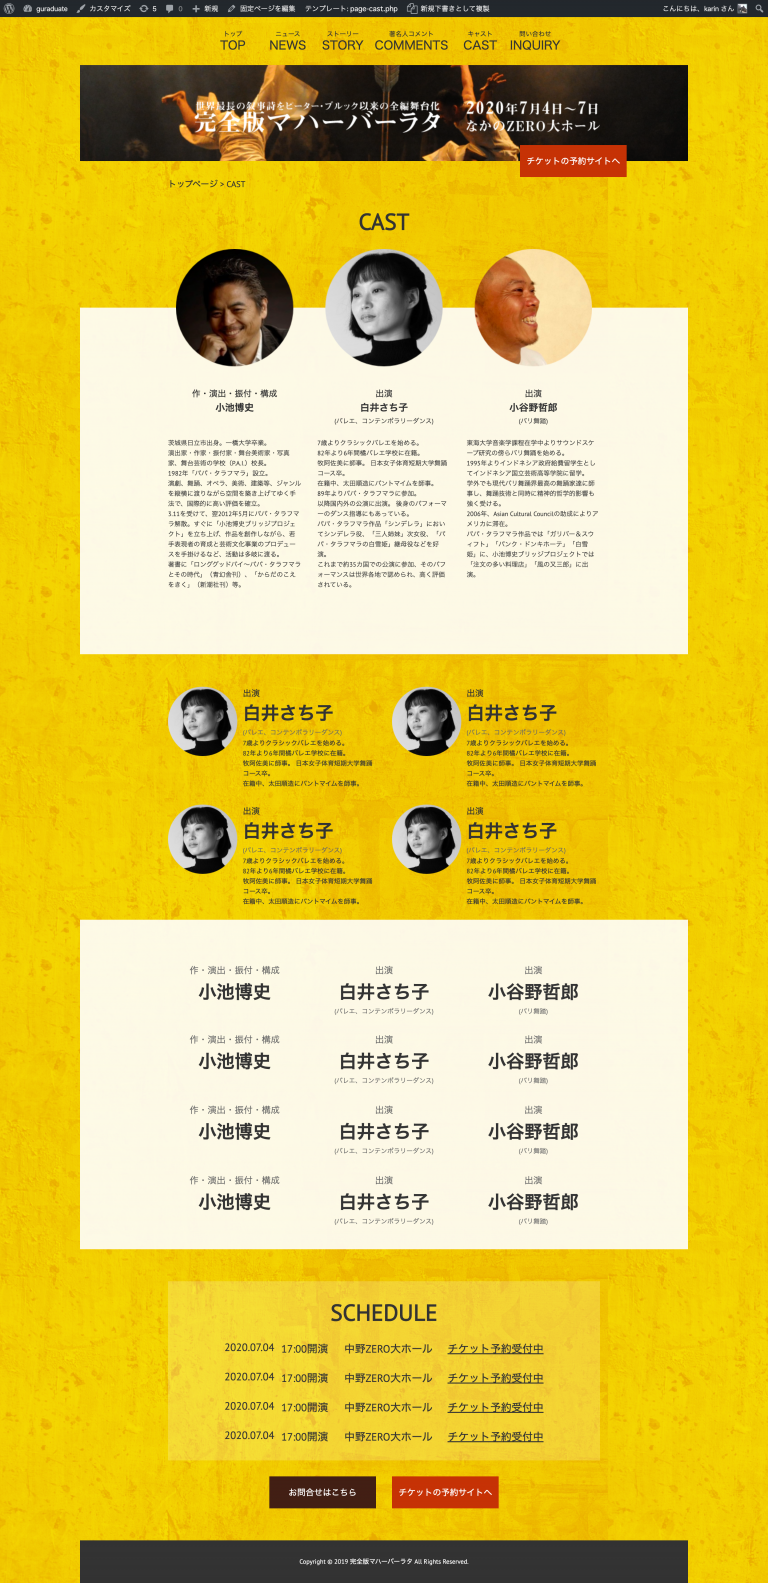 guraduate カスタマイズ 5 0 新規 固定ページを編集 テンプレート: page-cast.php 新規下書きとして複製 こんにちは、karin さん
トップ ニュース ストーリー 著名人コメント キャスト 問い合わせ
TOP NEWS STORY COMMENTS CAST INQUIRY
世界最長の叙事詩をピーター・ブルック以来の全編舞台化
完全版マハーバーラタ
2020年7月4日〜7日
なかのZERO大ホール
チケットの予約サイトへ
トップページ > CAST
CAST
作・演出・振付・構成
小池博史
茨城県日立市出身。一橋大学卒業。
演出家・作家・振付家・舞台美術家・写真
家、舞台芸術の学校（P.A.I.）校長。
1982年「パパ・タラフマラ」設立。
演劇、舞踊、オペラ、美術、建築等、ジャンル
を縦横に渡りながら空間を築き上げてゆく手
法で、国際的に高い評価を確立。
3.11を受けて、翌2012年5月にパパ・タラフマ
ラ解散。すぐに「小池博史ブリッジプロジェ
クト」を立ち上げ、作品を創作しながら、若
手表現者の育成と芸術文化事業のプロデュー
スを手掛けるなど、活動は多岐に渡る。
著書に「ロンググッドバイ〜パパ・タラフマラ
とその時代」（青幻舎刊）、「からだのこえ
をきく」（新潮社刊）等。
出演
白井さち子
(バレエ、コンテンポラリーダンス)
7歳よりクラシックバレエを始める。
82年より6年間橘バレエ学校に在籍。
牧阿佐美に師事。 日本女子体育短期大学舞踊
コース卒。
在籍中、太田順造にパントマイムを師事。
89年よりパパ・タラフマラに参加。
以降国内外の公演に出演。 後身のパフォーマ
ーのダンス指導にもあっている。
パパ・タラフマラ作品「シンデレラ」におい
てシンデレラ役、「三人姉妹」次女役、「パ
パ・タラフマラの白雪姫」継母役などを好
演。
これまで約35カ国での公演に参加、そのパフ
ォーマンスは世界各地で認められ、高く評価
されている。
出演
小谷野哲郎
(バリ舞踊)
東海大学音楽学課程在学中よりサウンドスケ
ープ研究の傍らバリ舞踊を始める。
1995年よりインドネシア政府給費留学生とし
てインドネシア国立芸術高等学院に留学。
学外でも現代バリ舞踊界最高の舞踊家達に師
事し、舞踊技術と同時に精神的哲学的影響も
強く受ける。
2006年、Asian Cultural Councilの助成によりア
メリカに滞在。
パパ・タラフマラ作品では「ガリバー＆スウ
ィフト」「パンク・ドンキホーテ」「白雪
姫」に、小池博史ブリッジプロジェクトでは
「注文の多い料理店」「風の又三郎」に出
演。
出演
白井さち子
(バレエ、コンテンポラリーダンス)
7歳よりクラシックバレエを始める。
82年より6年間橘バレエ学校に在籍。
牧阿佐美に師事。 日本女子体育短期大学舞踊
コース卒。
在籍中、太田順造にパントマイムを師事。
出演
白井さち子
(バレエ、コンテンポラリーダンス)
7歳よりクラシックバレエを始める。
82年より6年間橘バレエ学校に在籍。
牧阿佐美に師事。 日本女子体育短期大学舞踊
コース卒。
在籍中、太田順造にパントマイムを師事。
出演
白井さち子
(バレエ、コンテンポラリーダンス)
7歳よりクラシックバレエを始める。
82年より6年間橘バレエ学校に在籍。
牧阿佐美に師事。 日本女子体育短期大学舞踊
コース卒。
在籍中、太田順造にパントマイムを師事。
出演
白井さち子
(バレエ、コンテンポラリーダンス)
7歳よりクラシックバレエを始める。
82年より6年間橘バレエ学校に在籍。
牧阿佐美に師事。 日本女子体育短期大学舞踊
コース卒。
在籍中、太田順造にパントマイムを師事。
作・演出・振付・構成 出演 出演
小池博史 白井さち子 小谷野哲郎
(バレエ、コンテンポラリーダンス) (バリ舞踊)
作・演出・振付・構成 出演 出演
小池博史 白井さち子 小谷野哲郎
(バレエ、コンテンポラリーダンス) (バリ舞踊)
作・演出・振付・構成 出演 出演
小池博史 白井さち子 小谷野哲郎
(バレエ、コンテンポラリーダンス) (バリ舞踊)
作・演出・振付・構成 出演 出演
小池博史 白井さち子 小谷野哲郎
(バレエ、コンテンポラリーダンス) (バリ舞踊)
SCHEDULE
2020.07.04 17:00開演 中野ZERO大ホール チケット予約受付中
2020.07.04 17:00開演 中野ZERO大ホール チケット予約受付中
2020.07.04 17:00開演 中野ZERO大ホール チケット予約受付中
2020.07.04 17:00開演 中野ZERO大ホール チケット予約受付中
お問合せはこちら チケットの予約サイトへ
Copyright © 2019 完全版マハーバーラタ All Rights Reserved.